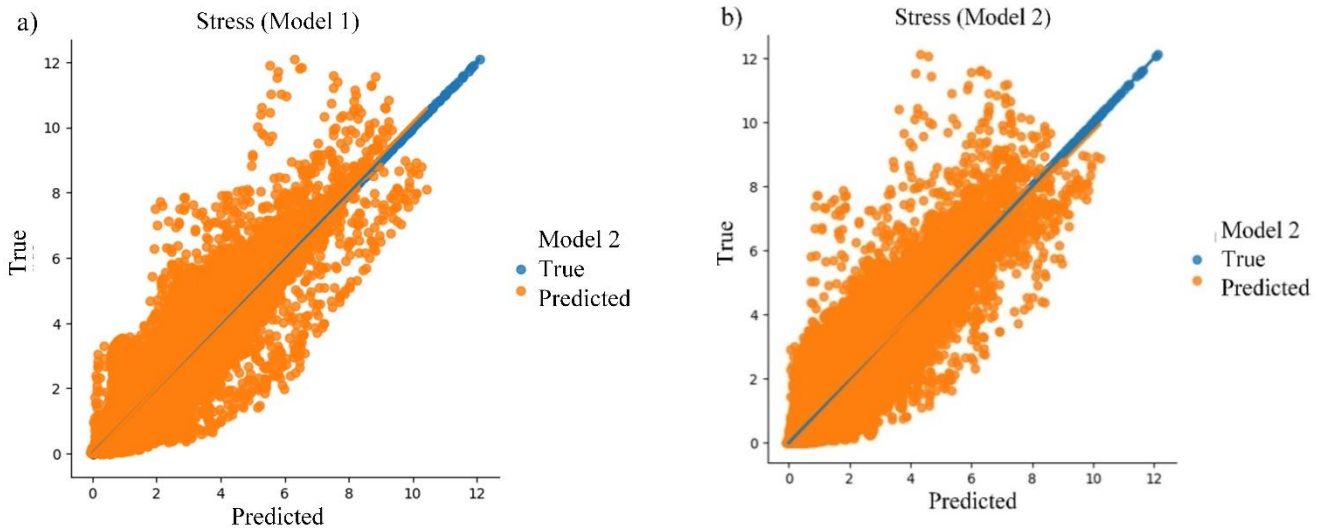 a)
Stress (Model 1)
12
10
8
6
4
2
0
True
0 2 4 6 8 10 12
Predicted
Model 2
True
Predicted
b)
Stress (Model 2)
12
10
8
6
4
2
0
True
0 2 4 6 8 10 12
Predicted
Model 2
True
Predicted